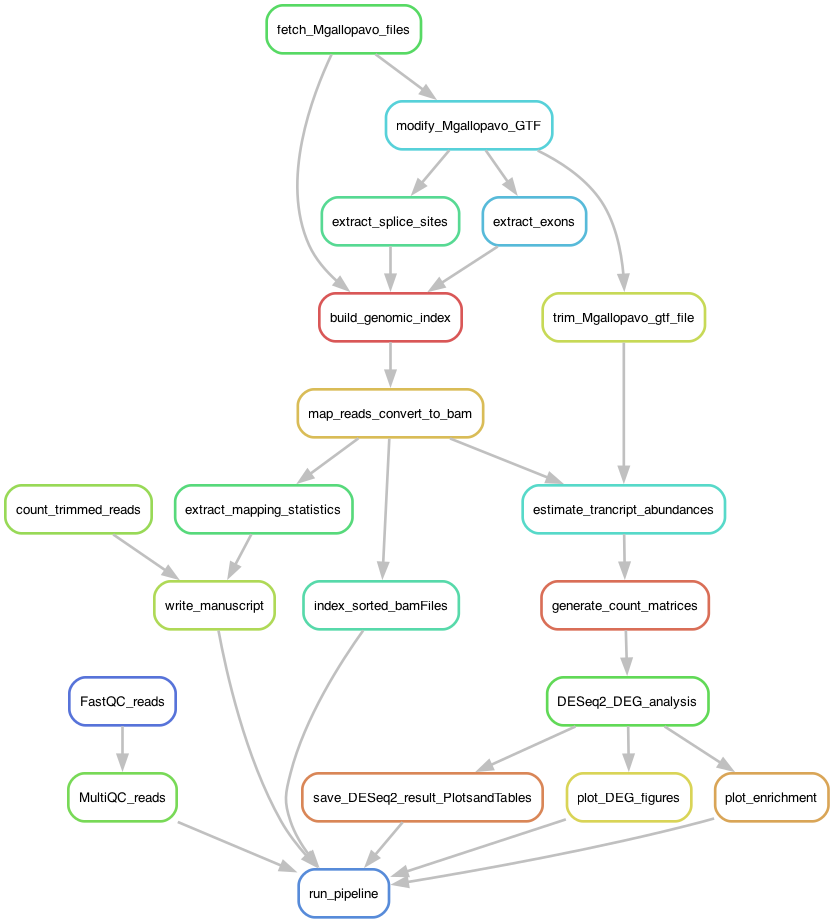 fetch_Mgallopavo_files
modify_Mgallopavo_GTF
extract_splice_sites
extract_exons
build_genomic_index
trim_Mgallopavo_gtf_file
map_reads_convert_to_bam
count_trimmed_reads
extract_mapping_statistics
estimate_trancript_abundances
write_manuscript
index_sorted_bamFiles
generate_count_matrices
FastQC_reads
DESeq2_DEG_analysis
MultiQC_reads
save_DESeq2_result_PlotsandTables
plot_DEG_figures
plot_enrichment
run_pipeline